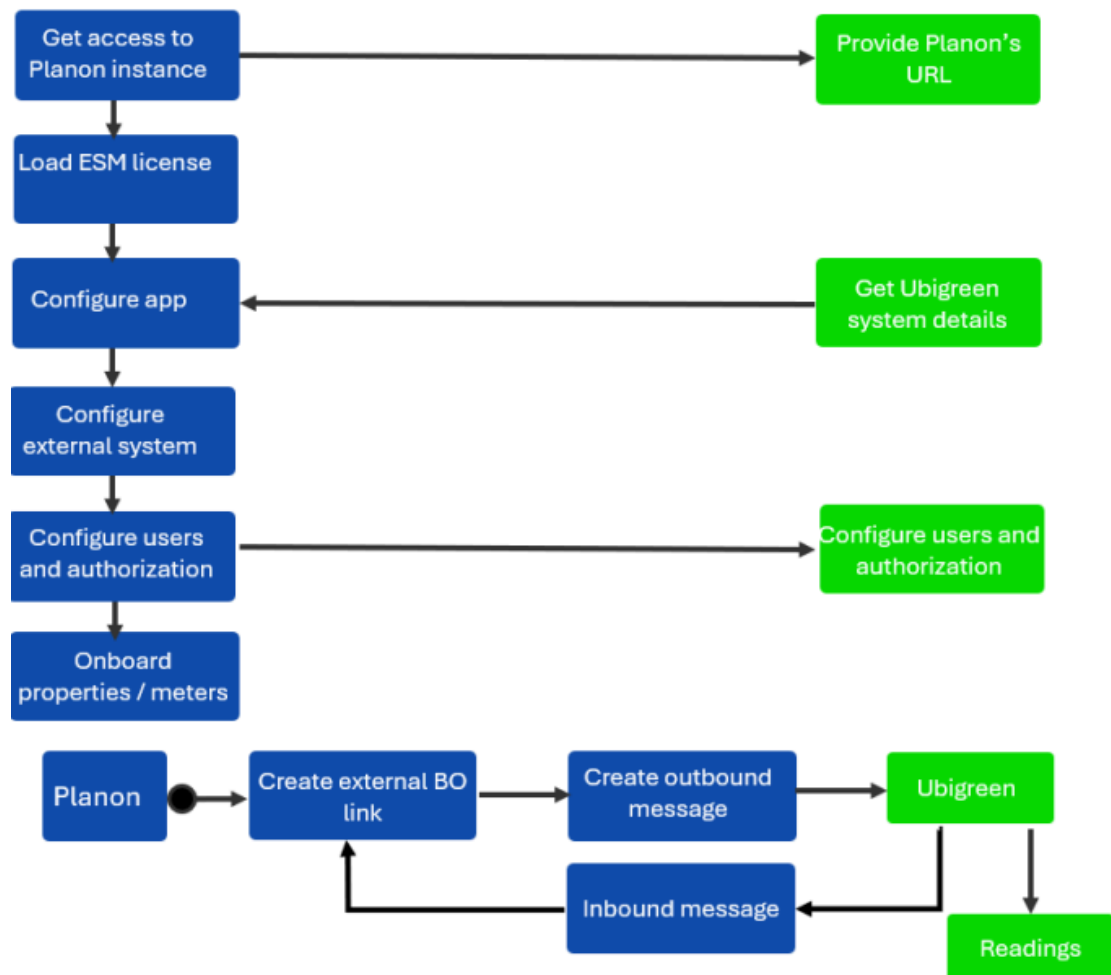 Get access to
Planon instance
Provide Planon's
URL
Load ESM license
Configure app
Get Ubigreen
system details
Configure
external system
Configure users
and authorization
Configure users and
authorization
Onboard
properties / meters
Planon
Create external BO
link
Create outbound
message
Ubigreen
Inbound message
Readings